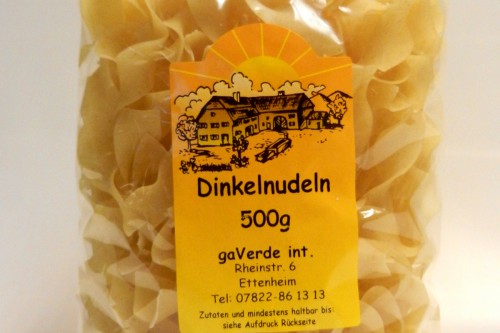 Dinkelnudeln
500g
gaVerde int.
Rheinstr. 6
Ettenheim
Tel: 07822-86 13 13
Zutaten und mindestens haltbar bis:
siehe Aufdruck Rückseite